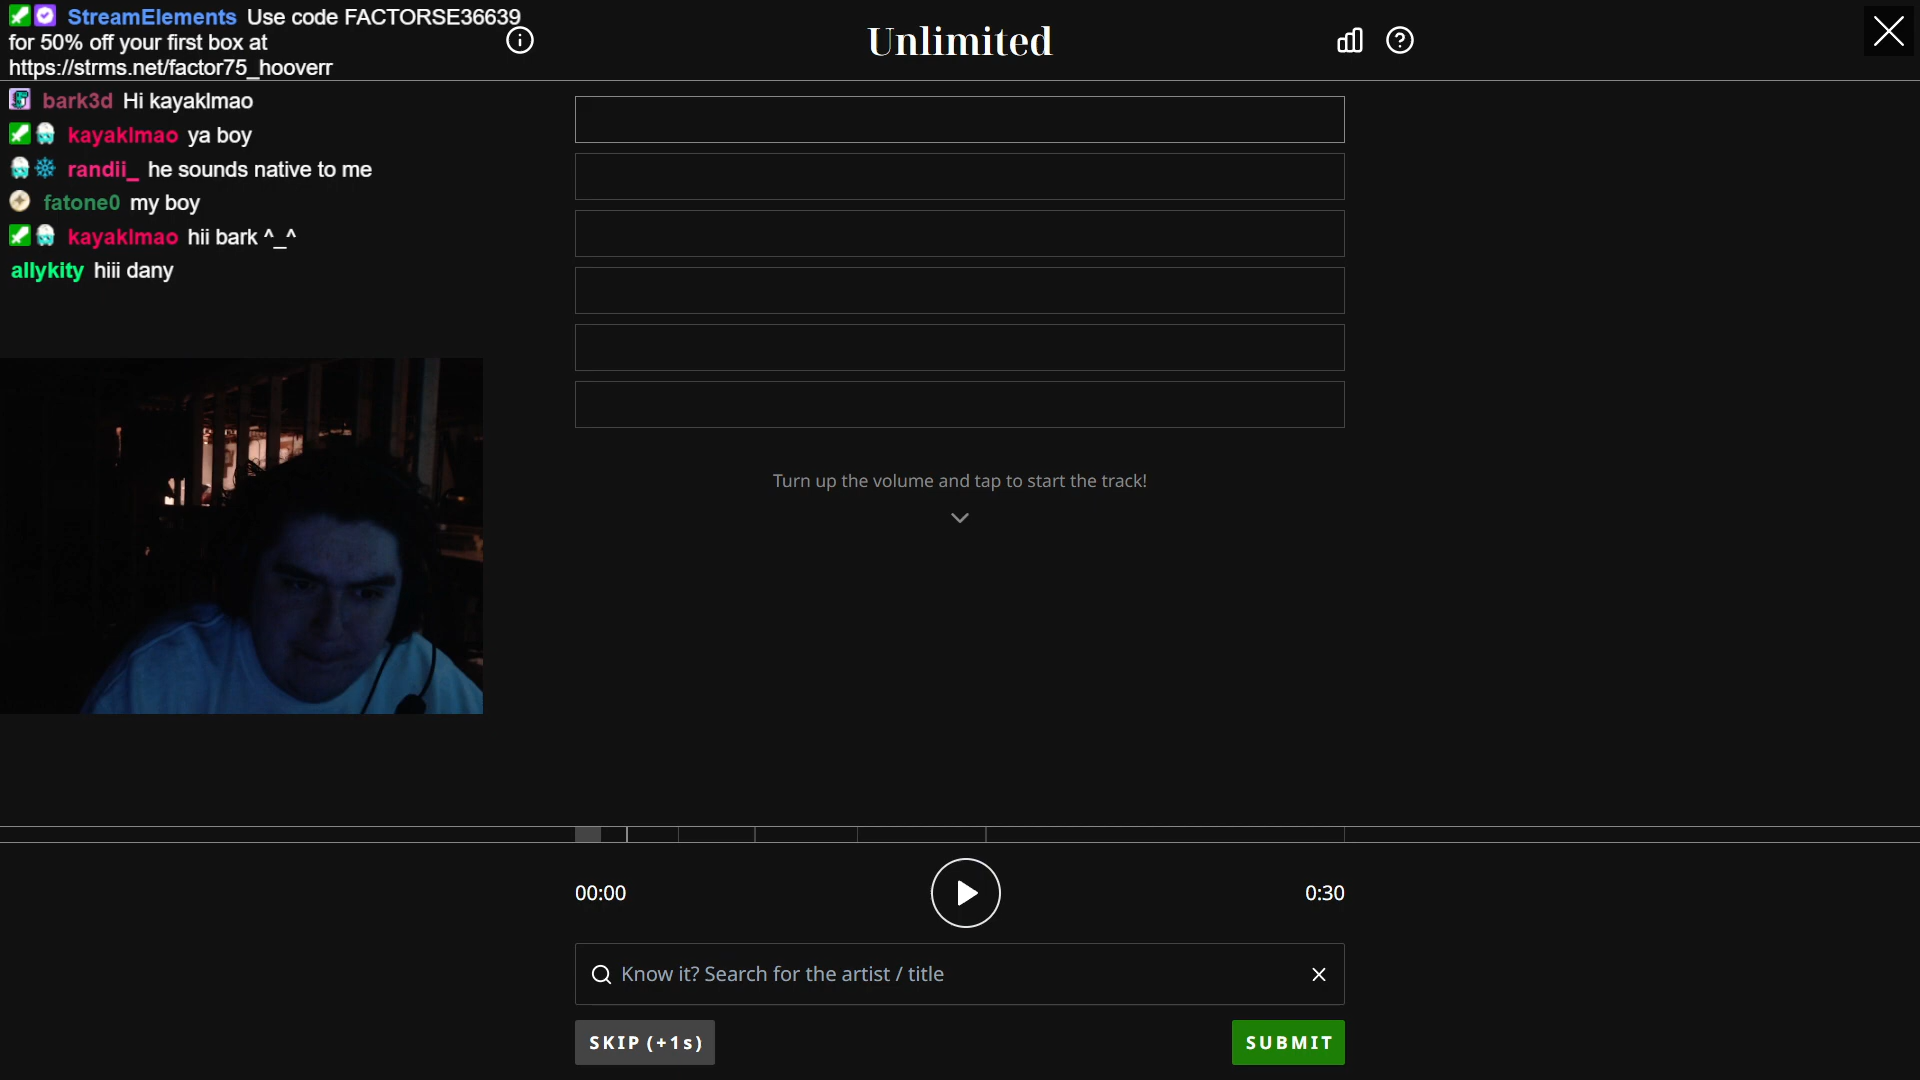 StreamElements Use code FACTORSE36639
for 50% off your first box at
https://strms.net/factor75_hooverr
bark3d Hi kayaklmao
kayaklmao ya boy
randii_ he sounds native to me
fatone0 my boy
kayaklmao hii bark ^_^
allykity hiii dany
Unlimited
Turn up the volume and tap to start the track!
00:00
0:30
Know it? Search for the artist / title
SKIP (+1s)
SUBMIT